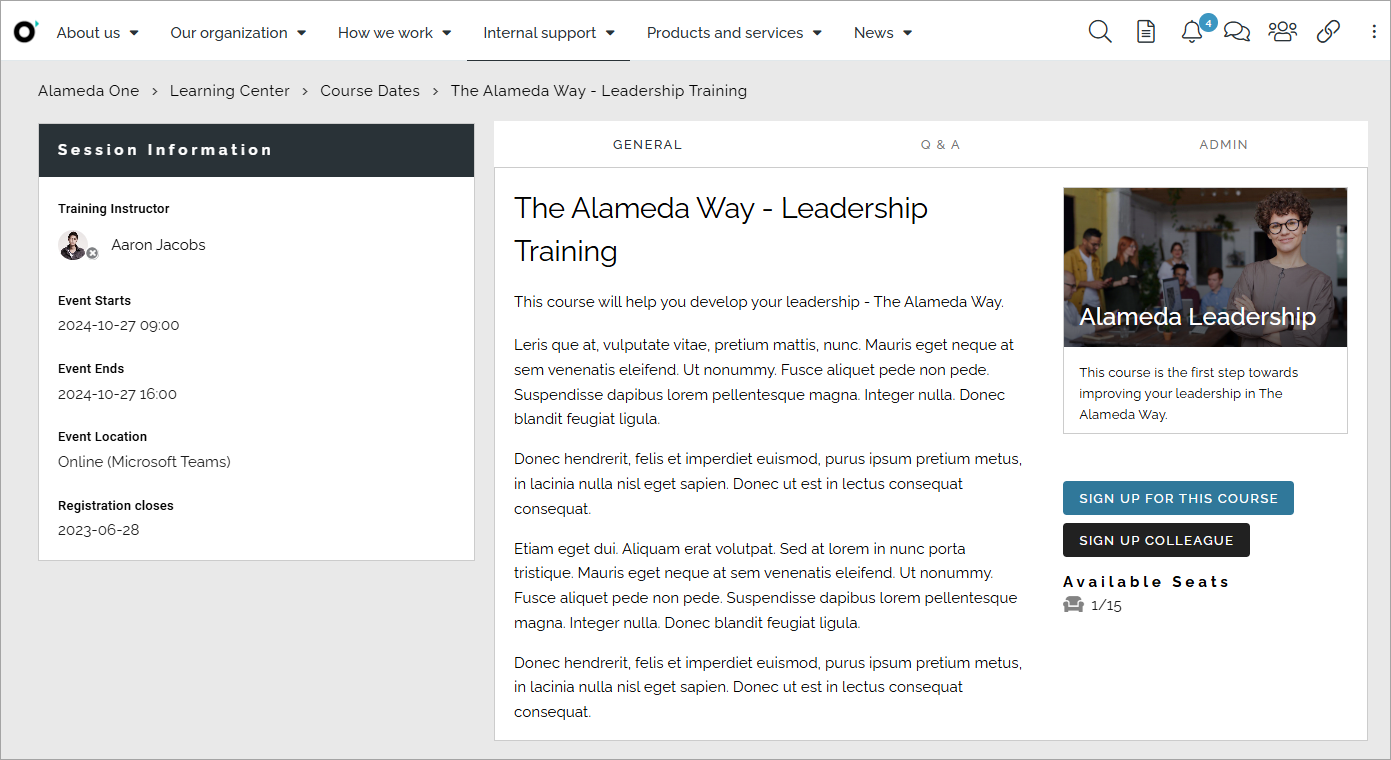 About us
Our organization
How we work
Internal support
Products and services
News
4
Alameda One > Learning Center > Course Dates > The Alameda Way - Leadership Training
Session Information
Training Instructor
Aaron Jacobs
Event Starts
2024-10-27 09:00
Event Ends
2024-10-27 16:00
Event Location
Online (Microsoft Teams)
Registration closes
2023-06-28
GENERAL
Q & A
ADMIN
The Alameda Way - Leadership
Training
This course will help you develop your leadership - The Alameda Way.
Leris que at, vulputate vitae, pretium mattis, nunc. Mauris eget neque at
sem venenatis eleifend. Ut nonummy. Fusce aliquet pede non pede.
Suspendisse dapibus lorem pellentesque magna. Integer nulla. Donec
blandit feugiat ligula.
Donec hendrerit, felis et imperdiet euismod, purus ipsum pretium metus,
in lacinia nulla nisl eget sapien. Donec ut est in lectus consequat
consequat.
Etiam eget dui. Aliquam erat volutpat. Sed at lorem in nunc porta
tristique. Mauris eget neque at sem venenatis eleifend. Ut nonummy.
Fusce aliquet pede non pede. Suspendisse dapibus lorem pellentesque
magna. Integer nulla. Donec blandit feugiat ligula.
Donec hendrerit, felis et imperdiet euismod, purus ipsum pretium metus,
in lacinia nulla nisl eget sapien. Donec ut est in lectus consequat
consequat.
Alameda Leadership
This course is the first step towards
improving your leadership in The
Alameda Way.
SIGN UP FOR THIS COURSE
SIGN UP COLLEAGUE
Available Seats
1/15